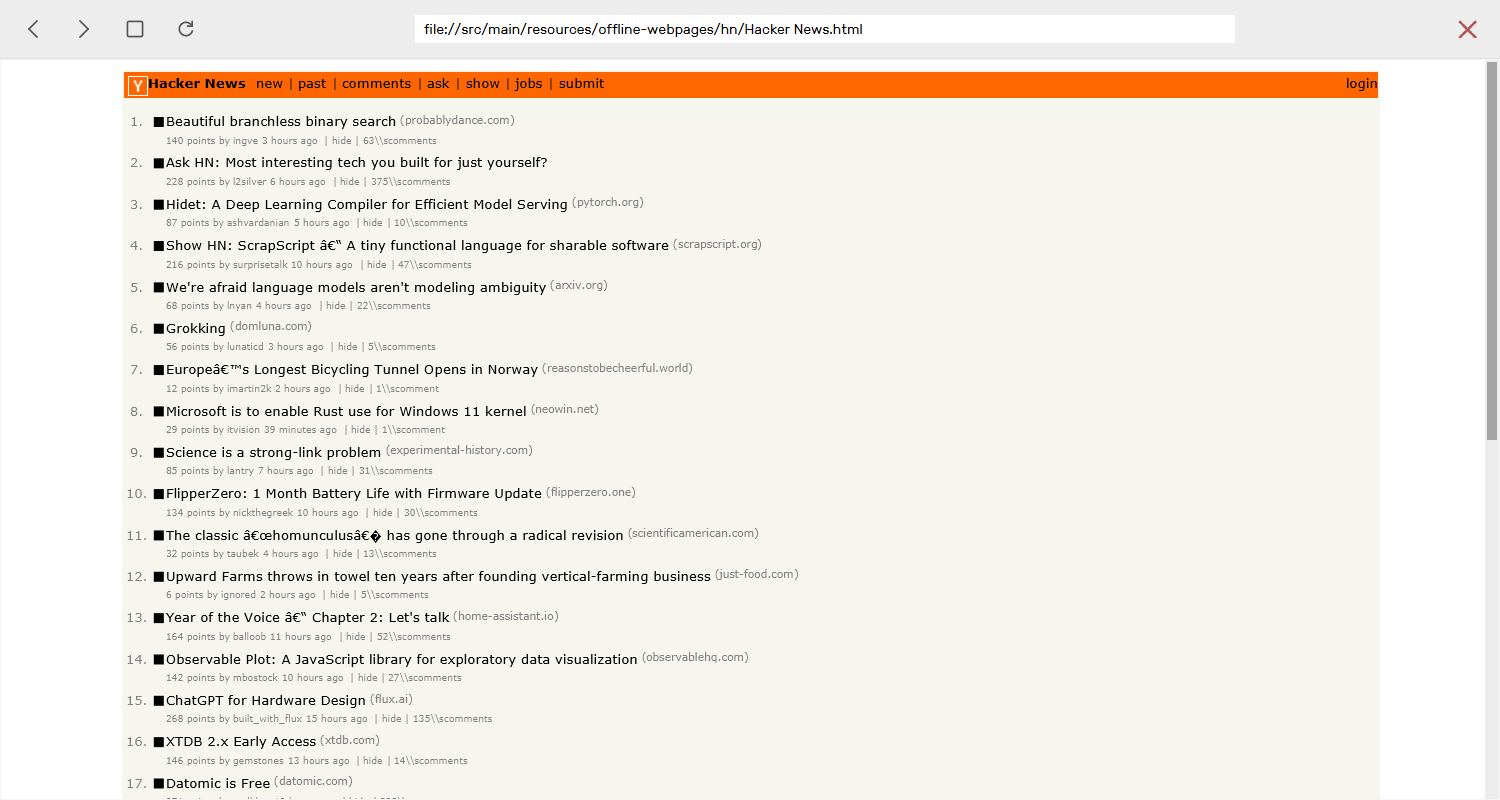 file://src/main/resources/offline-webpages/hn/Hacker News.html
Y Hacker News new | past | comments | ask | show | jobs | submit login
1. Beautiful branchless binary search (probablydance.com)
140 points by ingve 3 hours ago | hide | 63\\scomments
2. Ask HN: Most interesting tech you built for just yourself?
228 points by l2silver 6 hours ago | hide | 375\\scomments
3. Hidet: A Deep Learning Compiler for Efficient Model Serving (pytorch.org)
87 points by ashvardanian 5 hours ago | hide | 10\\scomments
4. Show HN: ScrapScript â€“ A tiny functional language for sharable software (scrapscript.org)
216 points by surprisetalk 10 hours ago | hide | 47\\scomments
5. We're afraid language models aren't modeling ambiguity (arxiv.org)
68 points by lnyan 4 hours ago | hide | 22\\scomments
6. Grokking (domluna.com)
56 points by lunaticd 3 hours ago | hide | 5\\scomments
7. Europeâ€™s Longest Bicycling Tunnel Opens in Norway (reasonstobecheerful.world)
12 points by imartin2k 2 hours ago | hide | 1\\scomment
8. Microsoft is to enable Rust use for Windows 11 kernel (neowin.net)
29 points by itvision 39 minutes ago | hide | 1\\scomment
9. Science is a strong-link problem (experimental-history.com)
85 points by lantry 7 hours ago | hide | 31\\scomments
10. FlipperZero: 1 Month Battery Life with Firmware Update (flipperzero.one)
134 points by nickthegreek 10 hours ago | hide | 30\\scomments
11. The classic â€œhomunculusâ€� has gone through a radical revision (scientificamerican.com)
32 points by taubek 4 hours ago | hide | 13\\scomments
12. Upward Farms throws in towel ten years after founding vertical-farming business (just-food.com)
6 points by ignored 2 hours ago | hide | 5\\scomments
13. Year of the Voice â€“ Chapter 2: Let's talk (home-assistant.io)
164 points by balloob 11 hours ago | hide | 52\\scomments
14. Observable Plot: A JavaScript library for exploratory data visualization (observablehq.com)
142 points by mbostock 10 hours ago | hide | 27\\scomments
15. ChatGPT for Hardware Design (flux.ai)
268 points by built_with_flux 15 hours ago | hide | 135\\scomments
16. XTDB 2.x Early Access (xtdb.com)
146 points by gemstones 13 hours ago | hide | 14\\scomments
17. Datomic is Free (datomic.com)